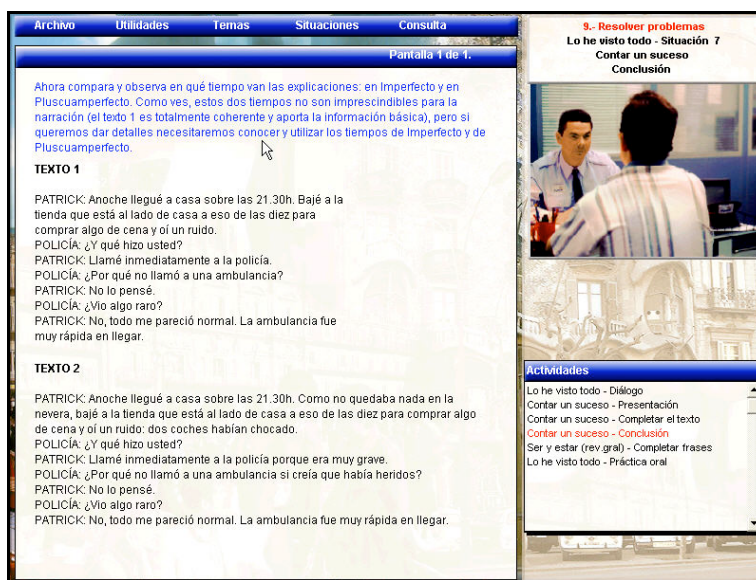 Archivo Utilidades Temas Situaciones Consulta
Pantalla 1 de 1.
Ahora compara y observa en qué tiempo van las explicaciones: en Imperfecto y en
Pluscuamperfecto. Como ves, estos dos tiempos no son imprescindibles para la
narración (el texto 1 es totalmente coherente y aporta la información básica), pero si
queremos dar detalles necesitaremos conocer y utilizar los tiempos de Imperfecto y de
Pluscuamperfecto.
TEXTO 1
PATRICK: Anoche llegué a casa sobre las 21.30h. Bajé a la
tienda que está al lado de casa a eso de las diez para
comprar algo de cena y oí un ruido.
POLICÍA: ¿Y qué hizo usted?
PATRICK: Llamé inmediatamente a la policía.
POLICÍA: ¿Por qué no llamó a una ambulancia?
PATRICK: No lo pensé.
POLICÍA: ¿Vio algo raro?
PATRICK: No, todo me pareció normal. La ambulancia fue
muy rápida en llegar.
TEXTO 2
PATRICK: Anoche llegué a casa sobre las 21.30h. Como no quedaba nada en la
nevera, bajé a la tienda que está al lado de casa a eso de las diez para comprar algo
de cena y oí un ruido: dos coches habían chocado.
POLICÍA: ¿Y qué hizo usted?
PATRICK: Llamé inmediatamente a la policía porque era muy grave.
POLICÍA: ¿Por qué no llamó a una ambulancia si creía que había heridos?
PATRICK: No lo pensé.
POLICÍA: ¿Vio algo raro?
PATRICK: No, todo me pareció normal. La ambulancia fue muy rápida en llegar.
9.- Resolver problemas
Lo he visto todo - Situación 7
Contar un suceso
Conclusión
Actividades
Lo he visto todo - Diálogo
Contar un suceso - Presentación
Contar un suceso - Completar el texto
Contar un suceso - Conclusión
Ser y estar (rev.gral) - Completar frases
Lo he visto todo - Práctica oral